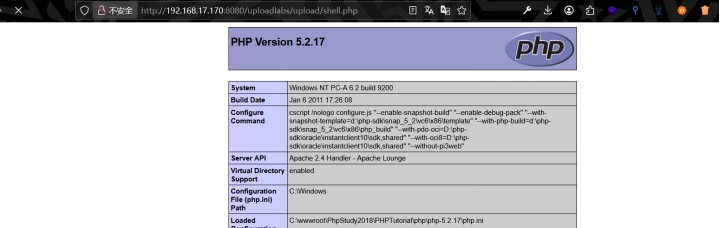 不安全 http://192.168.17.170:8080/uploadlabs/upload/shell.php
PHP Version 5.2.17
php
System Windows NT PC-A 6.2 build 9200
Build Date Jan 6 2011 17:26:08
Configure Command cscript /nologo configure.js "--enable-snapshot-build" "--enable-debug-pack" "--with-
snapshot-template=d:\php-sdk\snap_5_2\vc6\x86\template" "--with-php-build=d:\php-
sdk\snap_5_2\vc6\x86\php_build" "--with-pdo-oci=D:\php-
sdk\oracle\instantclient10\sdk,shared" "--with-oci8=D:\php-
sdk\oracle\instantclient10\sdk,shared" "--without-pi3web"
Server API Apache 2.4 Handler - Apache Lounge
Virtual Directory Support enabled
Configuration File (php.ini) Path C:\Windows
Loaded Configuration C:\wwwroot\PhpStudy2018\PHPTutorial\php\php-5.2.17\php.ini